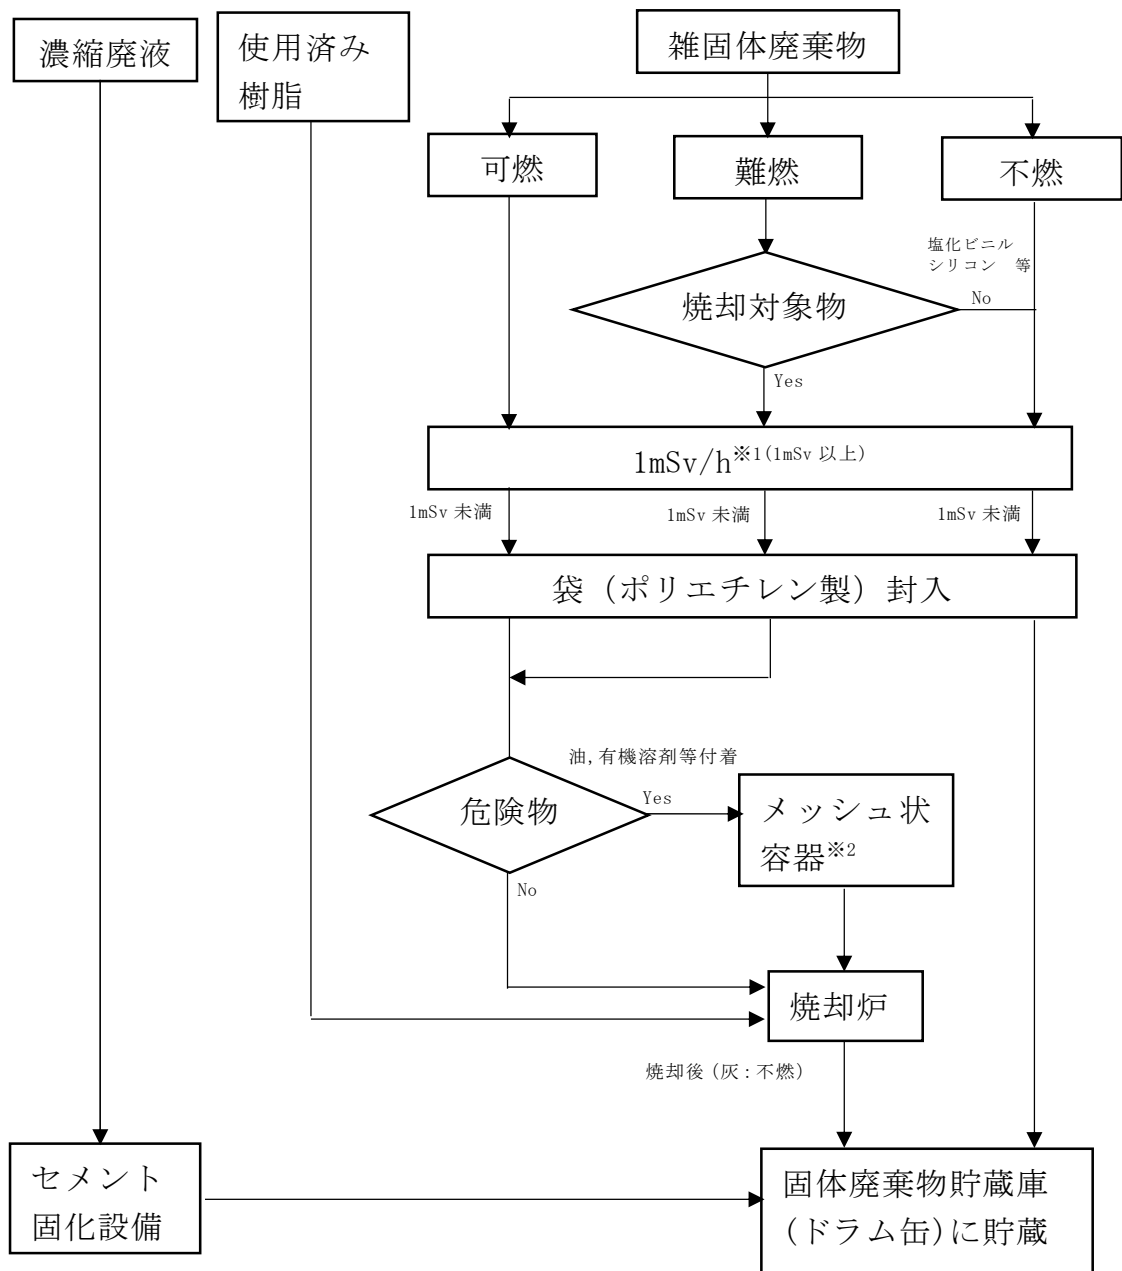 濃縮廃液
使用済み
樹脂
雑固体廃棄物
可燃
難燃
不燃
塩化ビニル
シリコン 等
焼却対象物
No
Yes
1mSv/h※1(1mSv 以上)
1mSv 未満
1mSv 未満
1mSv 未満
袋（ポリエチレン製）封入
油,有機溶剤等付着
危険物
Yes
メッシュ状
容器※2
No
焼却炉
焼却後(灰:不燃)
セメント
固化設備
固体廃棄物貯蔵庫
(ドラム缶)に貯蔵